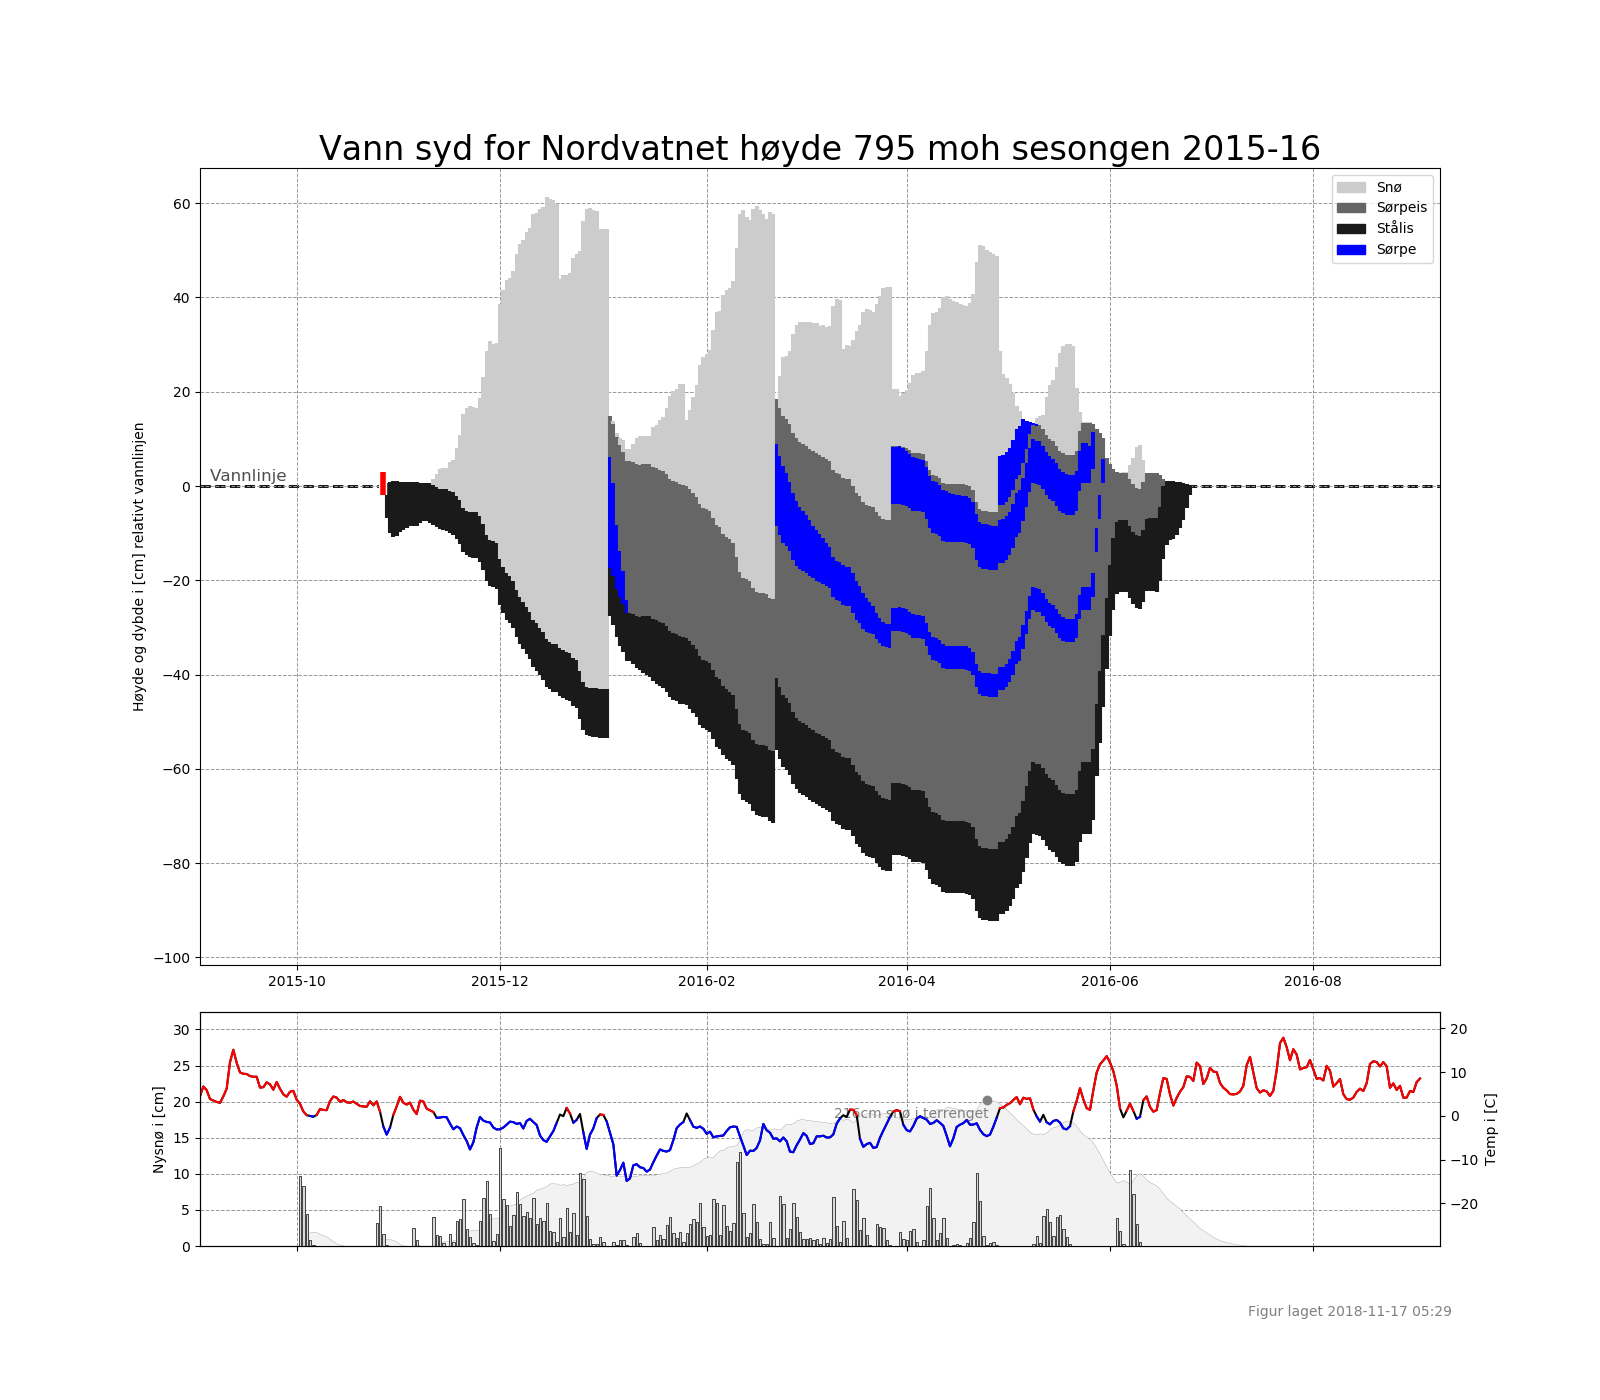 Vann syd for Nordvatnet høyde 795 moh sesongen 2015-16
Snø
Sørpeis
Stålis
Sørpe
Høyde og dybde i [cm] relativt vannlinjen
60
40
20
0
−20
−40
−60
−80
−100
Vannlinje
2015-10 2015-12 2016-02 2016-04 2016-06 2016-08
Nysnø i [cm]
30
25
20
15
10
5
0
snø i terrenget
20
10
0
−10
−20
Temp i [C]
Figur laget 2018-11-17 05:29